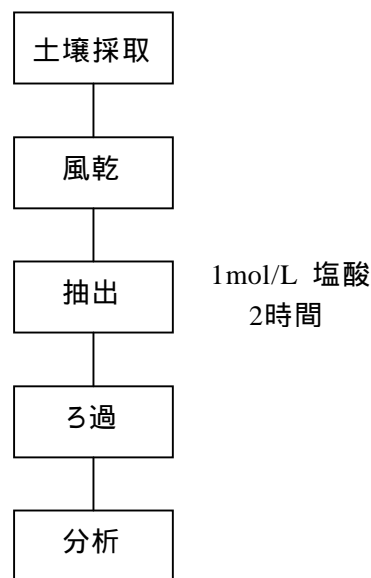 土壌採取
風乾
抽出
1mol/L 塩酸
2時間
ろ過
分析